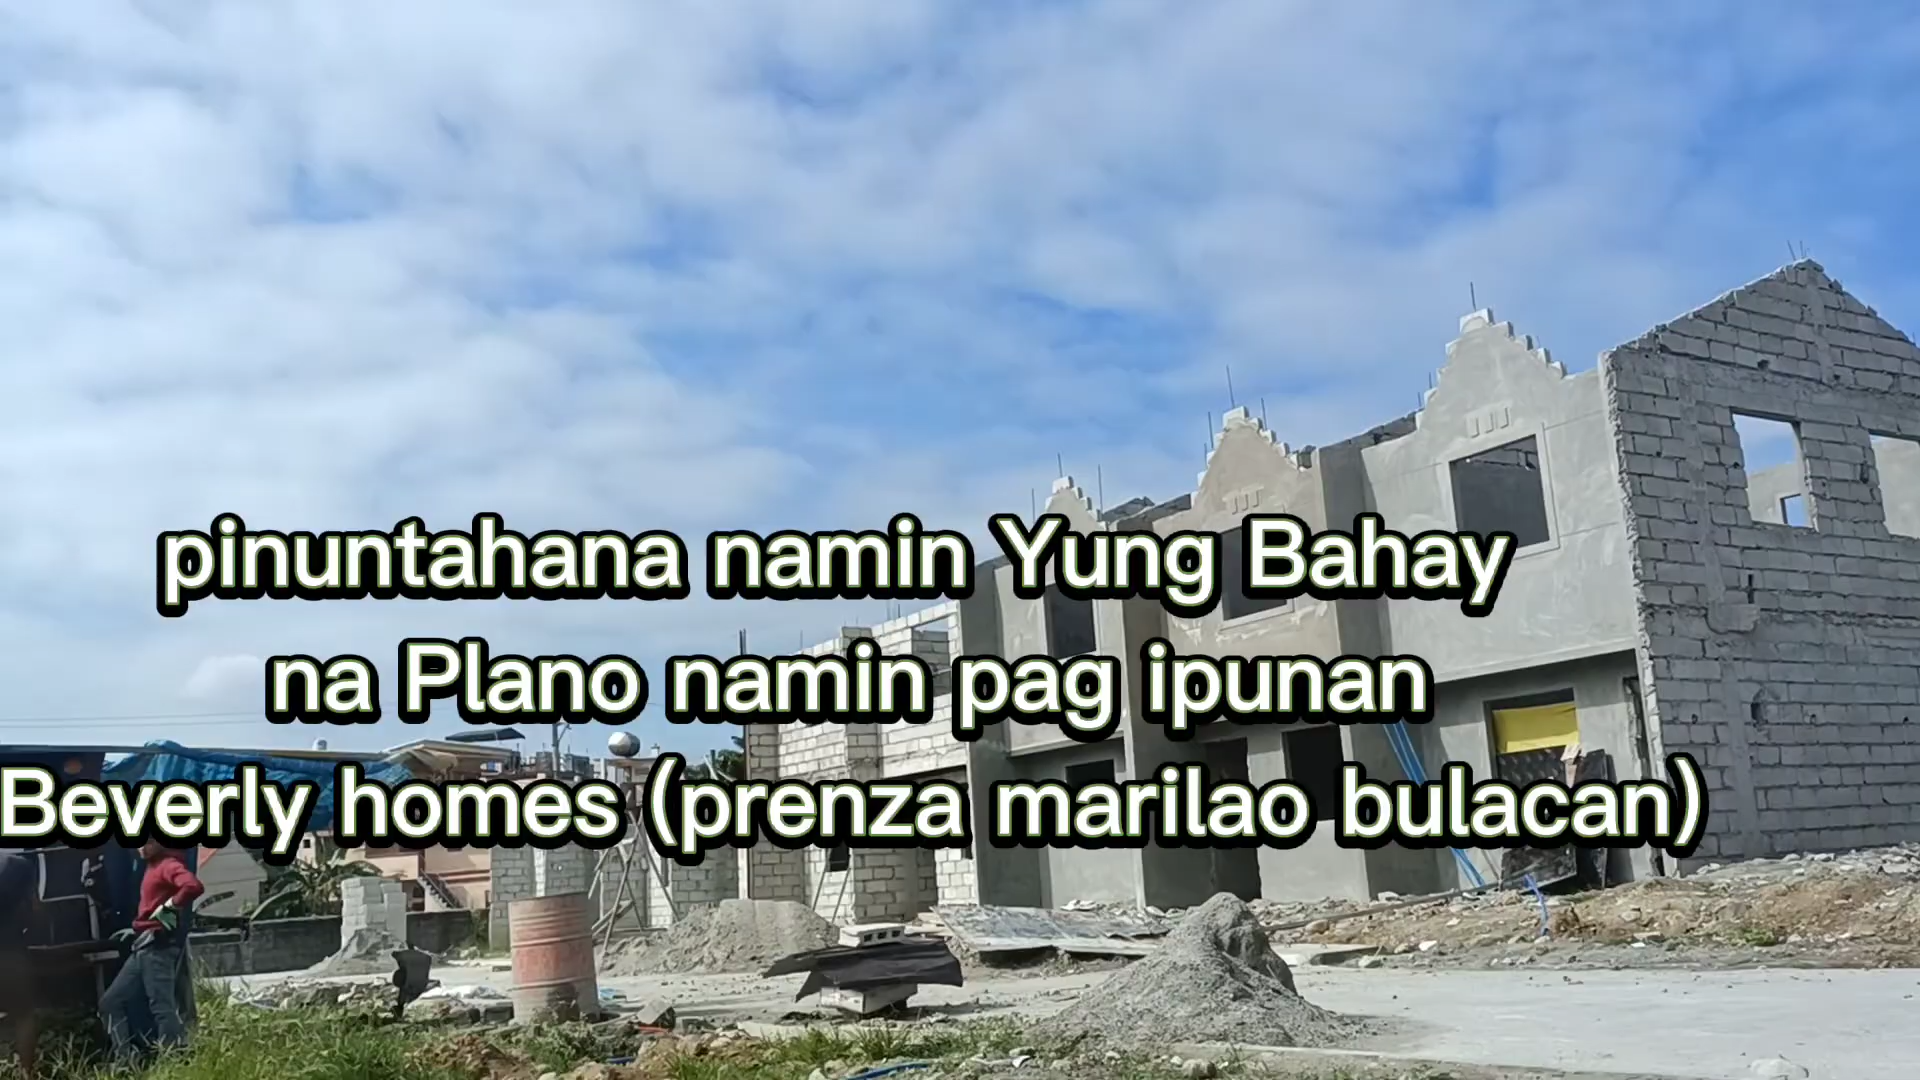 pinuntahana namin Yung Bahay
na Plano namin pag ipunan
Beverly homes (prenza marilao bulacan)